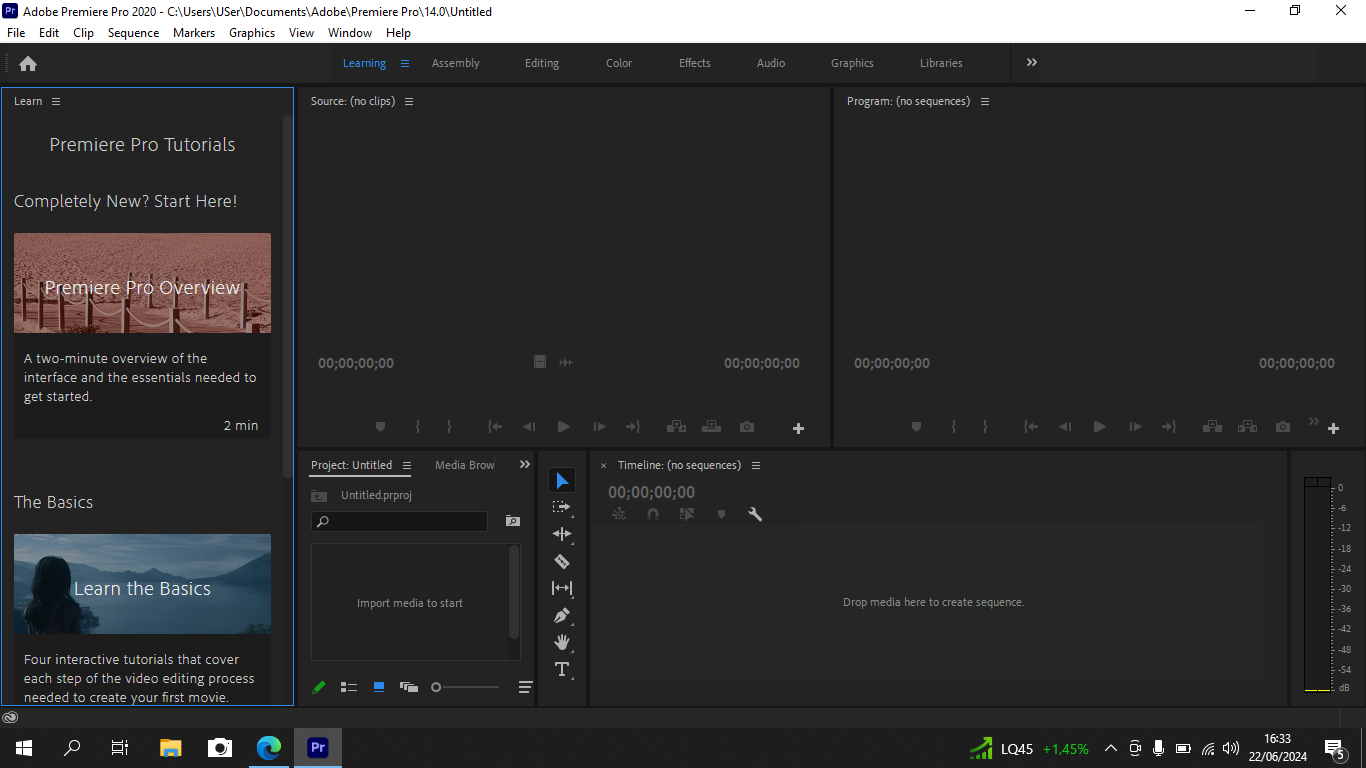 Pr Adobe Premiere Pro 2020 - C:\Users\USer\Documents\Adobe\Premiere Pro\14.0\Untitled
File Edit Clip Sequence Markers Graphics View Window Help
Learning Assembly Editing Color Effects Audio Graphics Libraries
Learn
Premiere Pro Tutorials
Completely New? Start Here!
Premiere Pro Overview
A two-minute overview of the
interface and the essentials needed to
get started.
2 min
The Basics
Learn the Basics
Four interactive tutorials that cover
each step of the video editing process
needed to create your first movie.
Source: (no clips)
00;00;00;00 00;00;00;00
Program: (no sequences)
00;00;00;00 00;00;00;00
Project: Untitled Media Brow
Untitled.prproj
Import media to start
Timeline: (no sequences)
00;00;00;00
Drop media here to create sequence.
0
-6
-12
-18
-24
-30
-36
-42
-48
-54
dB
Pr
LQ45 +1,45%
16:33
22/06/2024
5